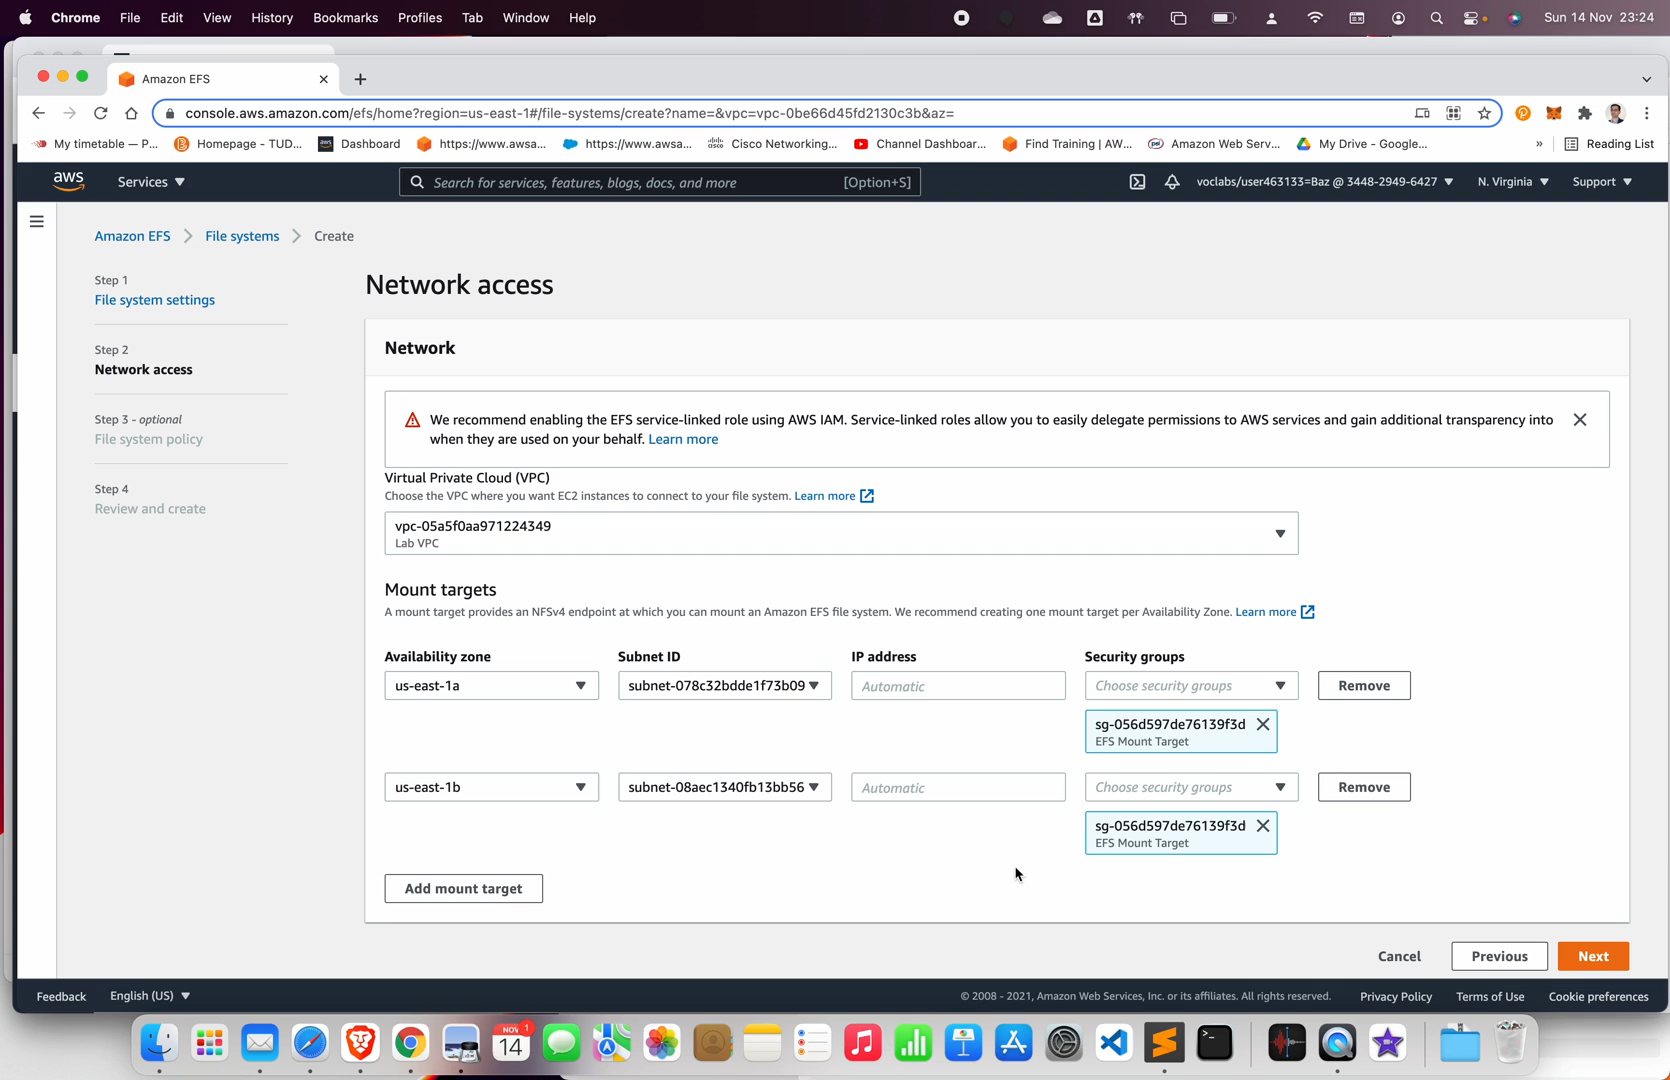 Chrome File Edit View History Bookmarks Profiles Tab Window Help Sun 14 Nov 23:24
Amazon EFS
console.aws.amazon.com/efs/home?region=us-east-1#/file-systems/create?name=&vpc=vpc-0be66d45fd2130c3b&az=
My timetable — P... Homepage - TUD... Dashboard https://www.awsa... https://www.awsa... Cisco Networking... Channel Dashboar... Find Training | AW... Amazon Web Serv... My Drive - Google... » Reading List
aws Services Search for services, features, blogs, docs, and more [Option+S] voclabs/user463133=Baz @ 3448-2949-6427 N. Virginia Support
Amazon EFS File systems Create
Step 1
File system settings
Step 2
Network access
Step 3 - optional
File system policy
Step 4
Review and create
Network access
Network
We recommend enabling the EFS service-linked role using AWS IAM. Service-linked roles allow you to easily delegate permissions to AWS services and gain additional transparency into
when they are used on your behalf. Learn more
Virtual Private Cloud (VPC)
Choose the VPC where you want EC2 instances to connect to your file system. Learn more
vpc-05a5f0aa971224349
Lab VPC
Mount targets
A mount target provides an NFSv4 endpoint at which you can mount an Amazon EFS file system. We recommend creating one mount target per Availability Zone. Learn more
Availability zone Subnet ID IP address Security groups
us-east-1a subnet-078c32bdde1f73b09 Automatic Choose security groups Remove
sg-056d597de76139f3d
EFS Mount Target
us-east-1b subnet-08aec1340fb13bb56 Automatic Choose security groups Remove
sg-056d597de76139f3d
EFS Mount Target
Add mount target
Cancel Previous Next
Feedback English (US) © 2008 - 2021, Amazon Web Services, Inc. or its affiliates. All rights reserved. Privacy Policy Terms of Use Cookie preferences
NOV 1
14